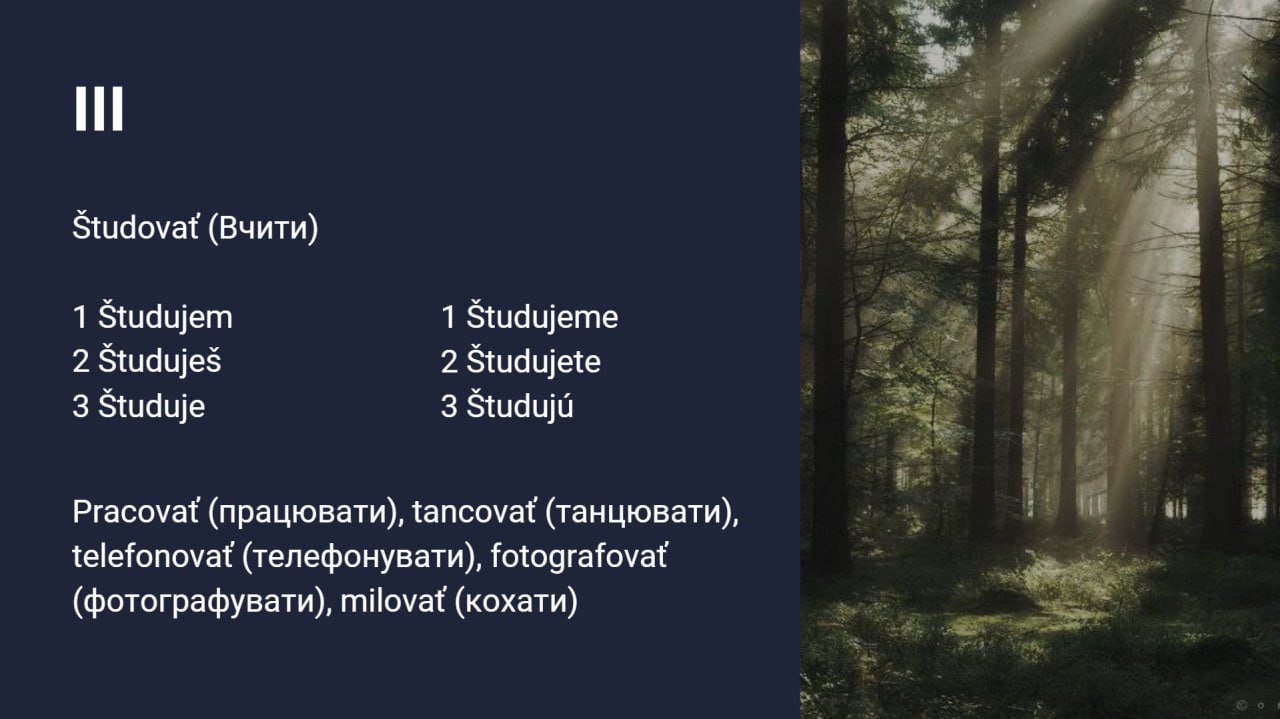 III
Študovať (Вчити)
1 Študujem
2 Študuješ
3 Študuje
1 Študujeme
2 Študujete
3 Študujú
Pracovať (працювати), tancovať (танцювати),
telefonovať (телефонувати), fotografovať
(фотографувати), milovať (кохати)